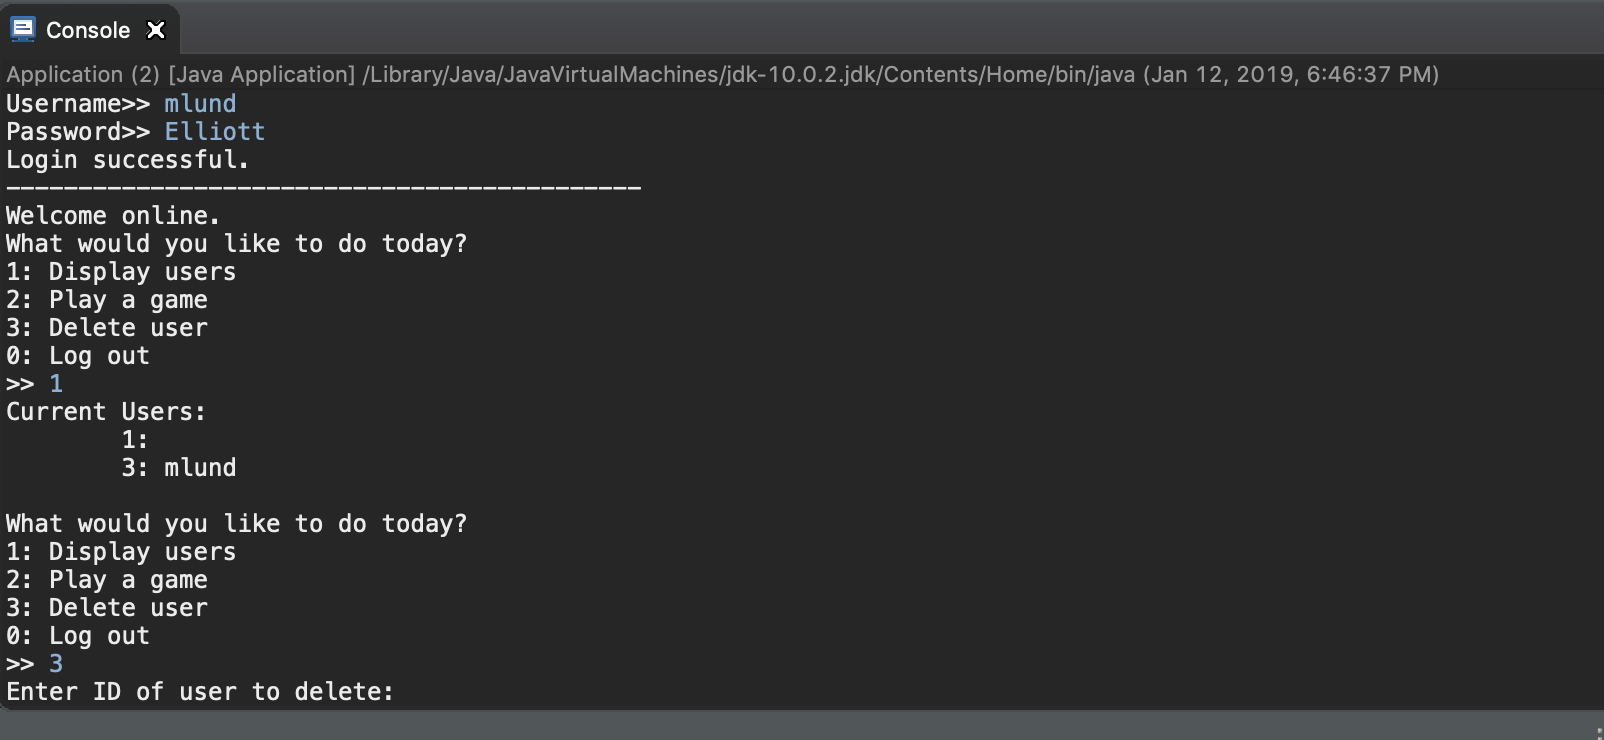 Console
Application (2) [Java Application] /Library/Java/JavaVirtualMachines/jdk-10.0.2.jdk/Contents/Home/bin/java (Jan 12, 2019, 6:46:37 PM)
Username>> mlund
Password>> Elliott
Login successful.
--------------------------------------------
Welcome online.
What would you like to do today?
1: Display users
2: Play a game
3: Delete user
0: Log out
>> 1
Current Users:
1:
3: mlund
What would you like to do today?
1: Display users
2: Play a game
3: Delete user
0: Log out
>> 3
Enter ID of user to delete: